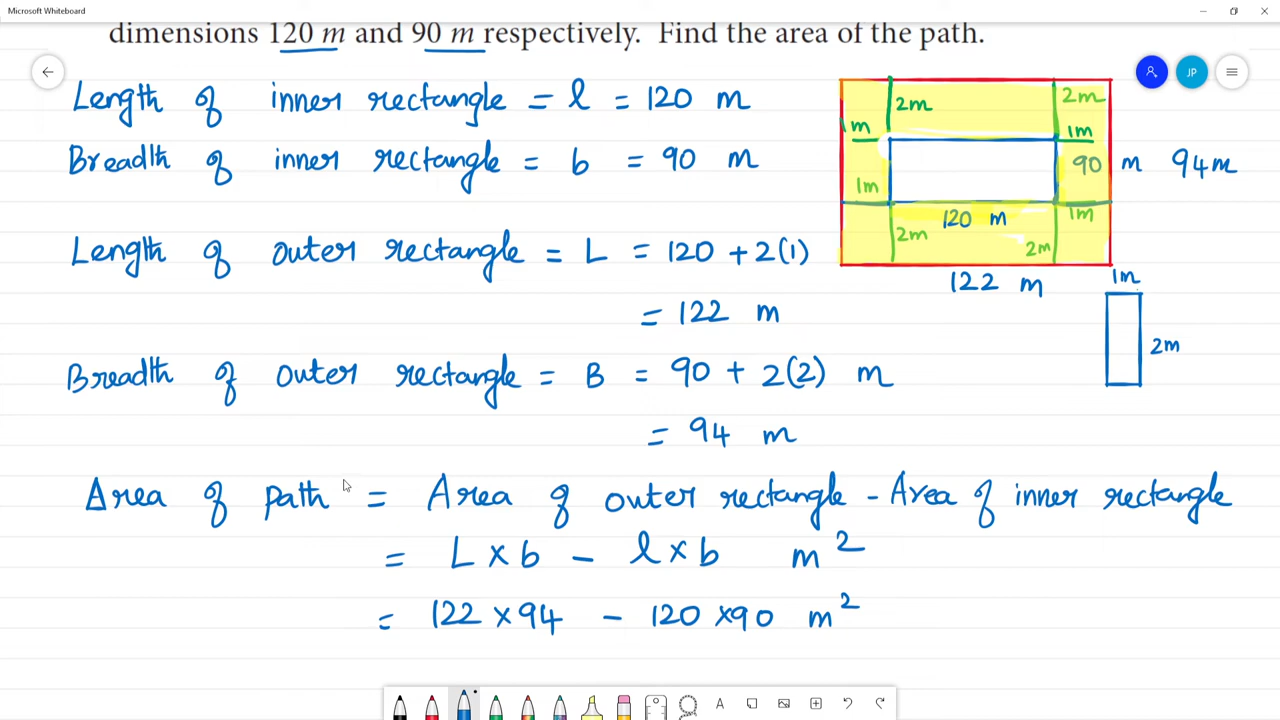 Microsoft Whiteboard
dimensions 120 m and 90 m respectively. Find the area of the path.
JP
Length of inner rectangle = l = 120 m
Breadth of inner rectangle = b = 90 m
Length of outer rectangle = L = 120 + 2(1)
= 122 m
Breadth of outer rectangle = B = 90 + 2(2) m
= 94 m
Area of path = Area of outer rectangle - Area of inner rectangle
= L × b - l × b m²
= 122 × 94 - 120 × 90 m²
2m 2m
1m 1m
90 m 94m
1m 1m
120 m
2m 2m
122 m
1m
2m
A